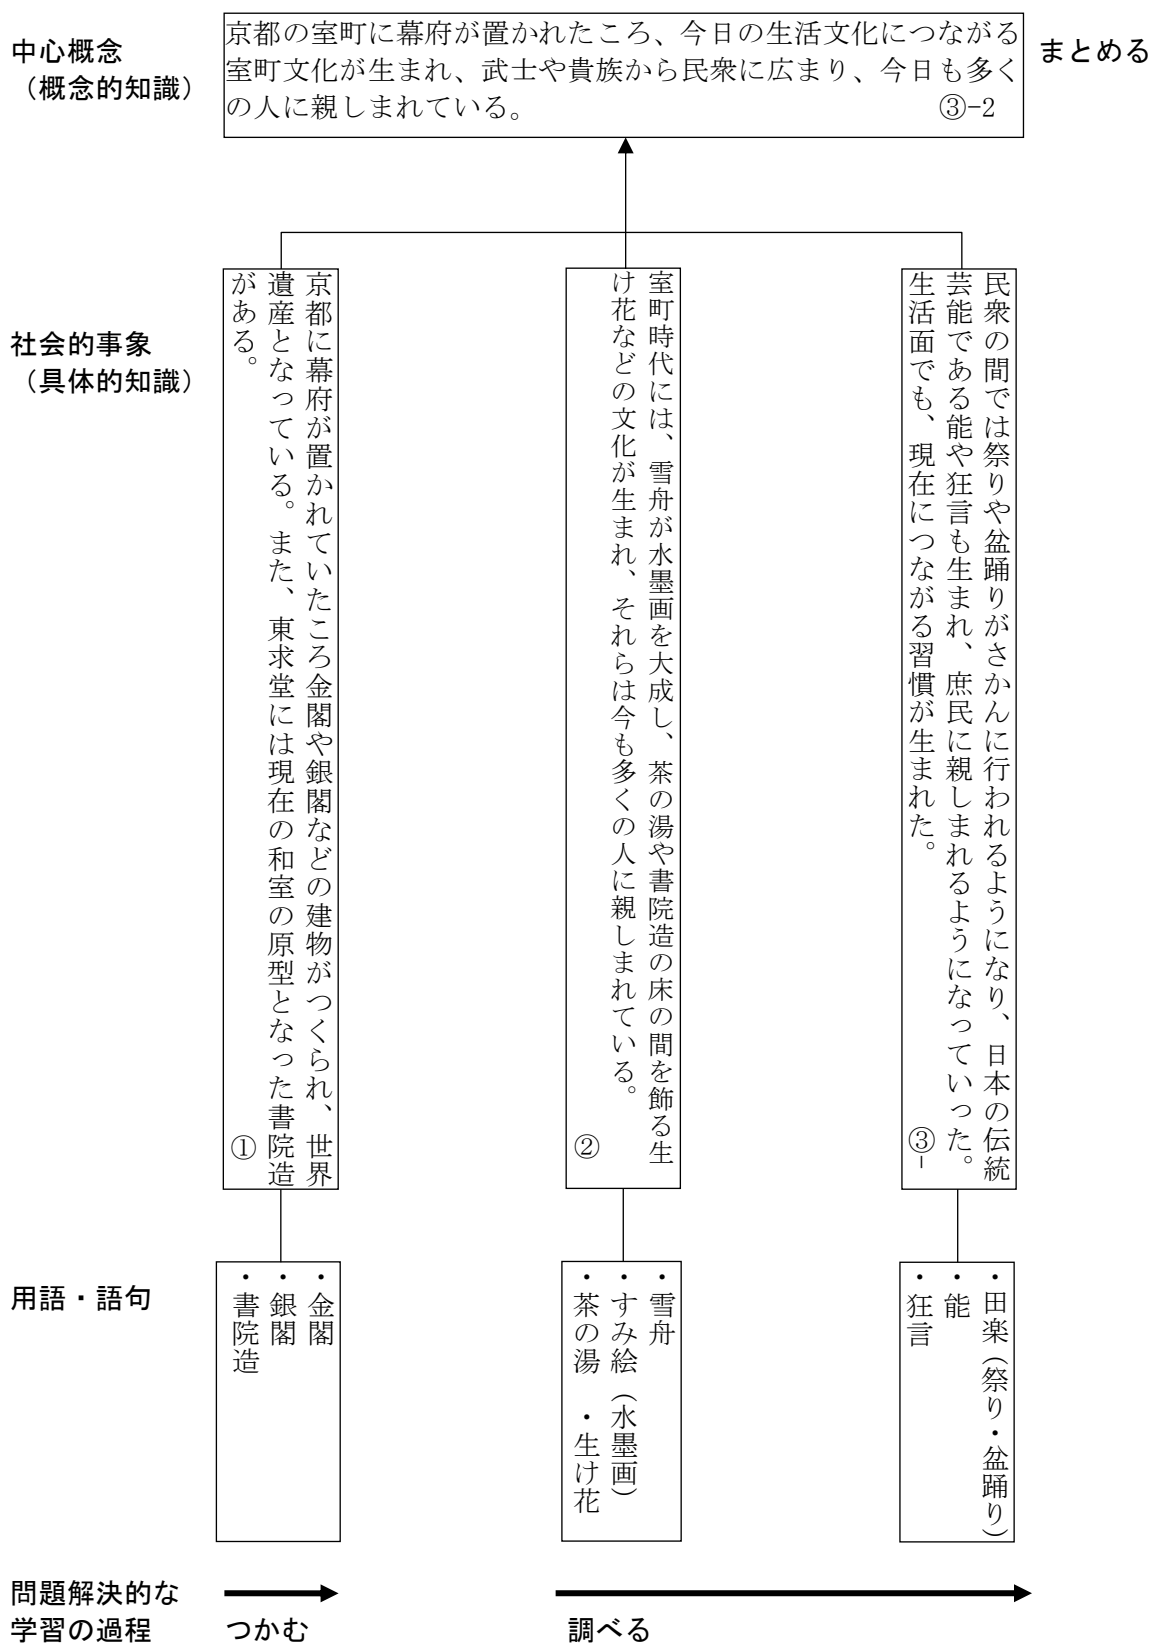 中心概念
（概念的知識）
京都の室町に幕府が置かれたころ、今日の生活文化につながる
室町文化が生まれ、武士や貴族から民衆に広まり、今日も多く
の人に親しまれている。 ③-2
まとめる
社会的事象
（具体的知識）
京都に幕府が置かれていたころ金閣や銀閣などの建物がつくられ、世界
遺産となっている。また、東求堂には現在の和室の原型となった書院造
がある。 ①
室町時代には、雪舟が水墨画を大成し、茶の湯や書院造の床の間を飾る生
け花などの文化が生まれ、それらは今も多くの人に親しまれている。
②
民衆の間では祭りや盆踊りがさかんに行われるようになり、日本の伝統
芸能である能や狂言も生まれ、庶民に親しまれるようになっていった。
生活面でも、現在につながる習慣が生まれた。 ③-
用語・語句
・金閣
・銀閣
・書院造
・雪舟
・すみ絵（水墨画）
・茶の湯 ・生け花
・田楽（祭り・盆踊り）
・能
・狂言
問題解決的な
学習の過程
つかむ
調べる